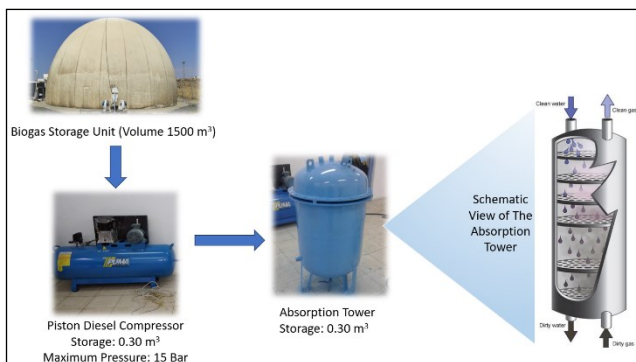 Biogas Storage Unit (Volume 1500 m³)
Piston Diesel Compressor
Storage: 0.30 m³
Maximum Pressure: 15 Bar
Absorption Tower
Storage: 0.30 m³
Schematic
View of The
Absorption
Tower
Clean water
Clean gas
Dirty water
Dirty gas